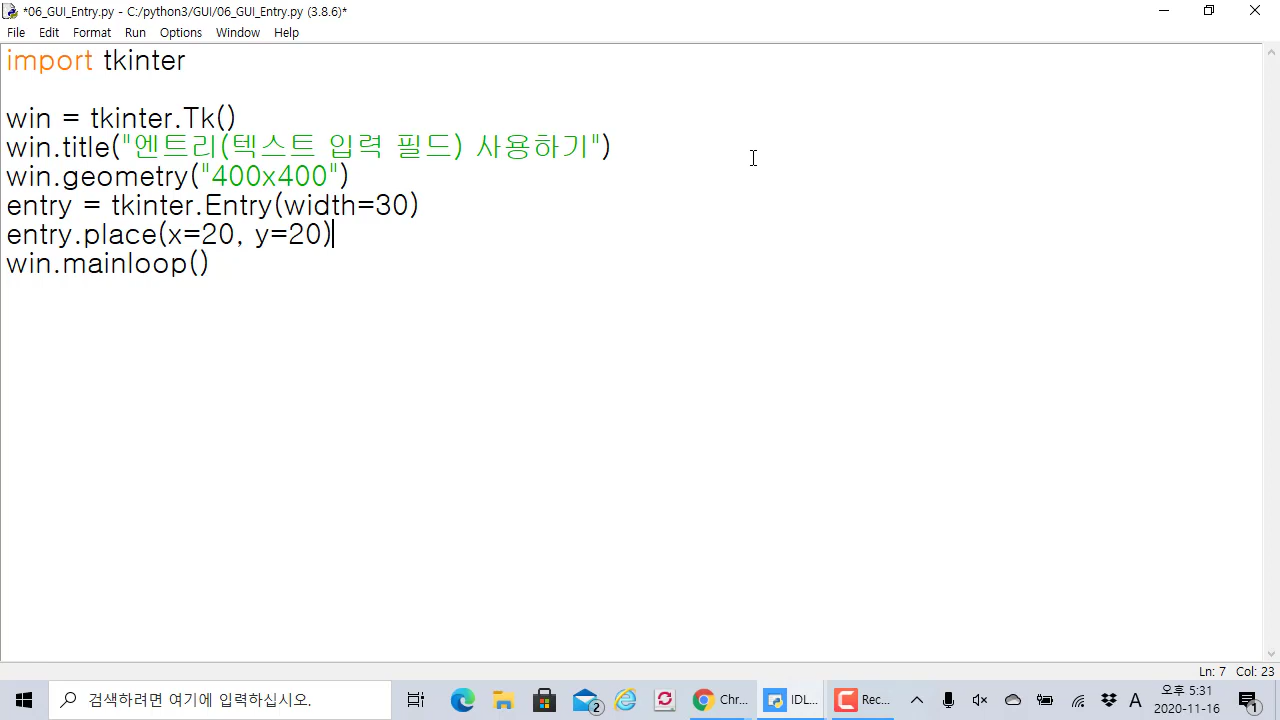 *06_GUI_Entry.py - C:/python3/GUI/06_GUI_Entry.py (3.8.6)*
File Edit Format Run Options Window Help
import tkinter
win = tkinter.Tk()
win.title("엔트리(텍스트 입력 필드) 사용하기")
win.geometry("400x400")
entry = tkinter.Entry(width=30)
entry.place(x=20, y=20)
win.mainloop()
Ln: 7 Col: 23
검색하려면 여기에 입력하십시오.
2
Chr...
IDL...
Rec...
A
오후 5:31
2020-11-16
1